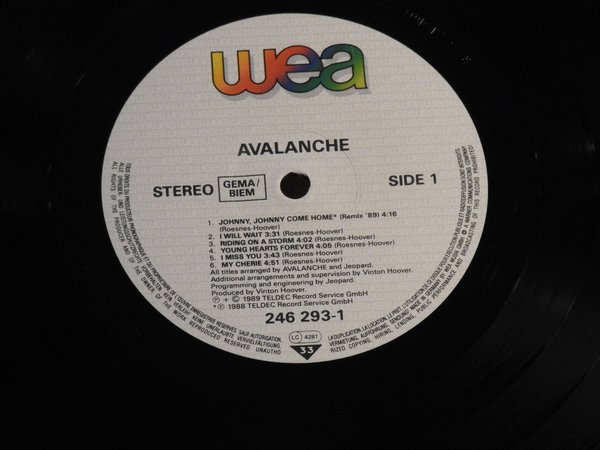 wea
AVALANCHE
STEREO GEMA/ BIEM SIDE 1
1. JOHNNY, JOHNNY COME HOME* (Remix '89) 4:16
(Roesnes-Hoover)
2. I WILL WAIT 3:31 (Roesnes-Hoover)
3. RIDING ON A STORM 4:02 (Roesnes-Hoover)
4. YOUNG HEARTS FOREVER 4:05 (Roesnes-Hoover)
5. I MISS YOU 3:43 (Roesnes-Hoover)
6. MY CHERIE 4:51 (Roesnes-Hoover)
All titles arranged by AVALANCHE and Jeopard.
Additional arrangements and supervision by Vinton Hoover.
Programming and engineering by Jeopard.
Produced by Vinton Hoover.
℗ + © 1989 TELDEC Record Service GmbH
*℗ 1988 TELDEC Record Service GmbH
246 293-1
LC 4281
33